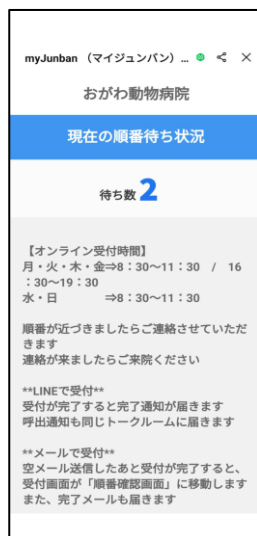 myJunban （マイジュンバン）...
おがわ動物病院
現在の順番待ち状況
待ち数 2
【オンライン受付時間】
月・火・木・金⇒8：30〜11：30　/　16
：30〜19：30
水・日　　　⇒8：30〜11：30
順番が近づきましたらご連絡させていただ
きます
連絡が来ましたらご来院ください
**LINEで受付**
受付が完了すると完了通知が届きます
呼出通知も同じトークルームに届きます
**メールで受付**
空メール送信したあと受付が完了すると、
受付画面が「順番確認画面」に移動します
また、完了メールも届きます